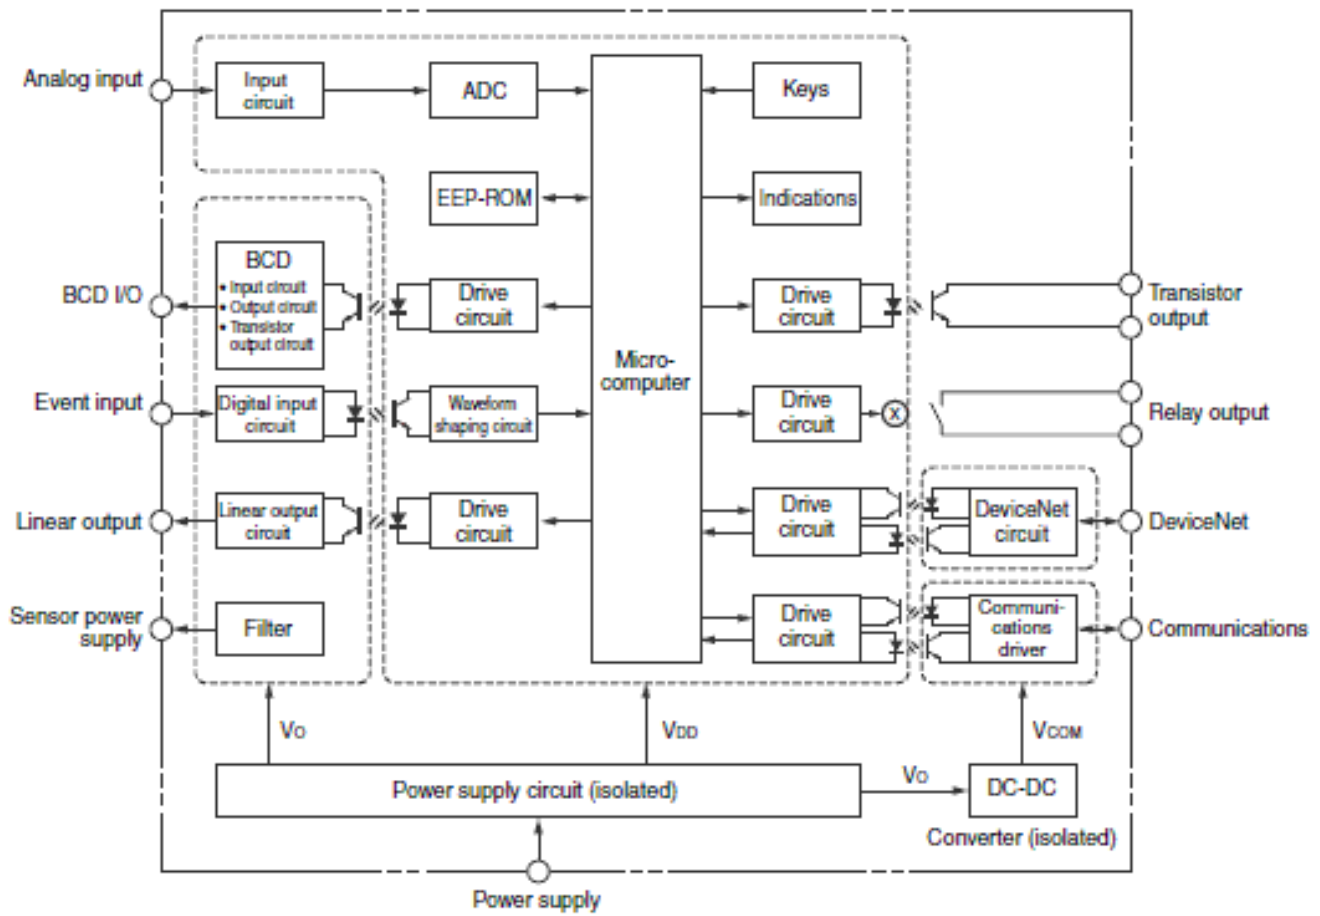 Analog input
Input
circuit
ADC
Keys
EEP-ROM
Indications
BCD I/O
BCD
• Input circuit
• Output circuit
• Transistor
output circuit
Drive
circuit
Micro-
computer
Drive
circuit
Transistor
output
Event input
Digital input
circuit
Waveform
shaping circuit
Drive
circuit
X
Relay output
Linear output
Linear output
circuit
Drive
circuit
Drive
circuit
DeviceNet
circuit
DeviceNet
Sensor power
supply
Filter
Drive
circuit
Communi-
cations
driver
Communications
VO
VDD
VCOM
Power supply circuit (isolated)
VO
DC-DC
Converter (isolated)
Power supply